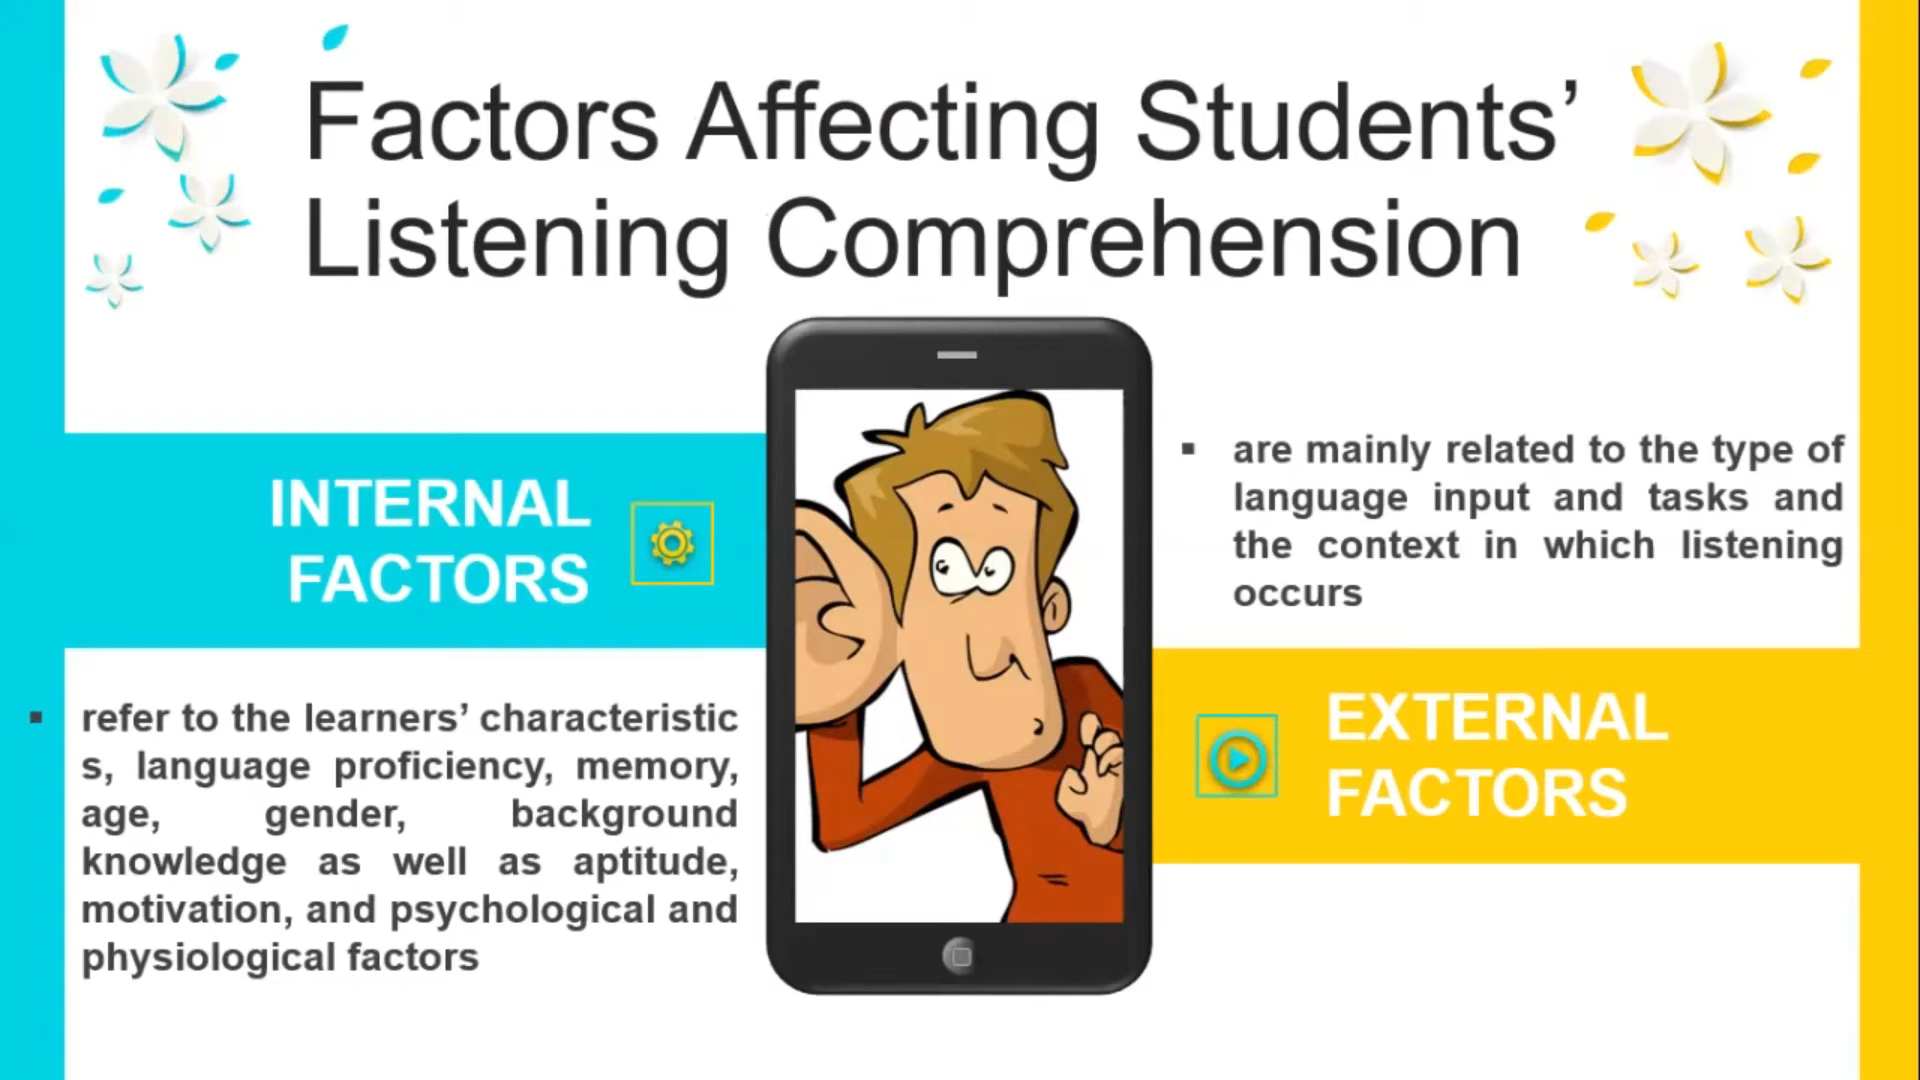 Factors Affecting Students’
Listening Comprehension
INTERNAL
FACTORS
▪ refer to the learners’ characteristic
s, language proficiency, memory,
age, gender, background
knowledge as well as aptitude,
motivation, and psychological and
physiological factors
▪ are mainly related to the type of
language input and tasks and
the context in which listening
occurs
EXTERNAL
FACTORS